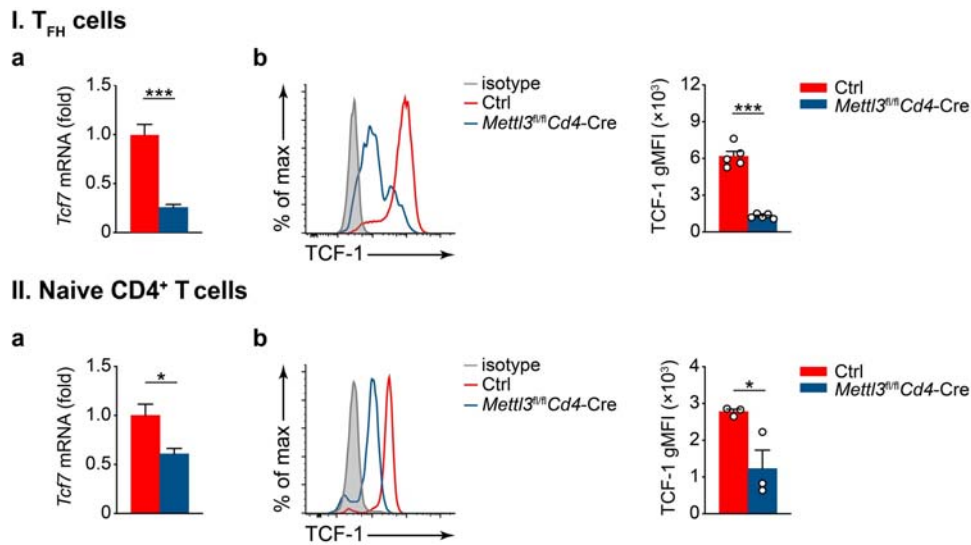 I. TFH cells
a
b
1.5
1.0
0.5
0
Tcf7 mRNA (fold)
***
% of max
TCF-1
isotype
Ctrl
Mettl3fl/flCd4-Cre
12
9
6
3
0
TCF-1 gMFI (×10³)
***
Ctrl
Mettl3fl/flCd4-Cre
II. Naive CD4⁺ T cells
a
b
1.5
1.0
0.5
0
Tcf7 mRNA (fold)
*
% of max
TCF-1
isotype
Ctrl
Mettl3fl/flCd4-Cre
4
3
2
1
0
TCF-1 gMFI (×10³)
*
Ctrl
Mettl3fl/flCd4-Cre